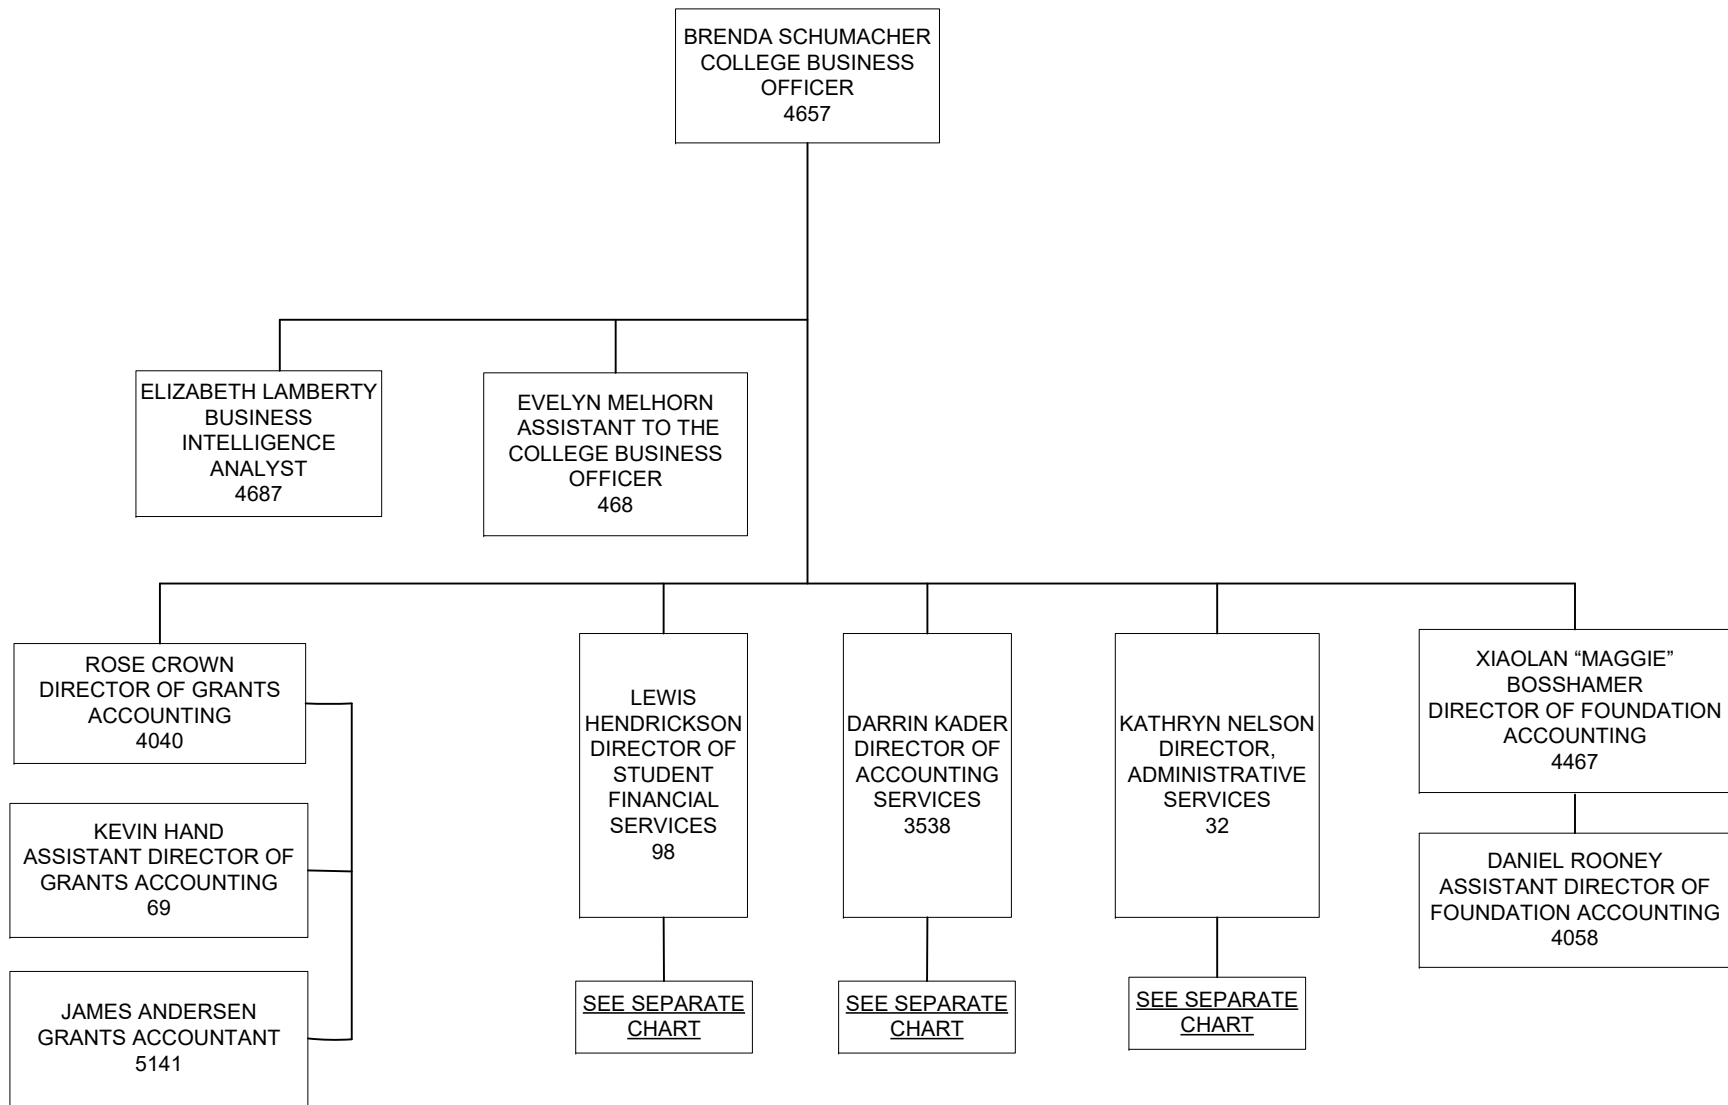 BRENDA SCHUMACHER
COLLEGE BUSINESS
OFFICER
4657
ELIZABETH LAMBERTY
BUSINESS
INTELLIGENCE
ANALYST
4687
EVELYN MELHORN
ASSISTANT TO THE
COLLEGE BUSINESS
OFFICER
468
ROSE CROWN
DIRECTOR OF GRANTS
ACCOUNTING
4040
KEVIN HAND
ASSISTANT DIRECTOR OF
GRANTS ACCOUNTING
69
JAMES ANDERSEN
GRANTS ACCOUNTANT
5141
LEWIS
HENDRICKSON
DIRECTOR OF
STUDENT
FINANCIAL
SERVICES
98
SEE SEPARATE
CHART
DARRIN KADER
DIRECTOR OF
ACCOUNTING
SERVICES
3538
SEE SEPARATE
CHART
KATHRYN NELSON
DIRECTOR,
ADMINISTRATIVE
SERVICES
32
SEE SEPARATE
CHART
XIAOLAN “MAGGIE”
BOSSHAMER
DIRECTOR OF FOUNDATION
ACCOUNTING
4467
DANIEL ROONEY
ASSISTANT DIRECTOR OF
FOUNDATION ACCOUNTING
4058